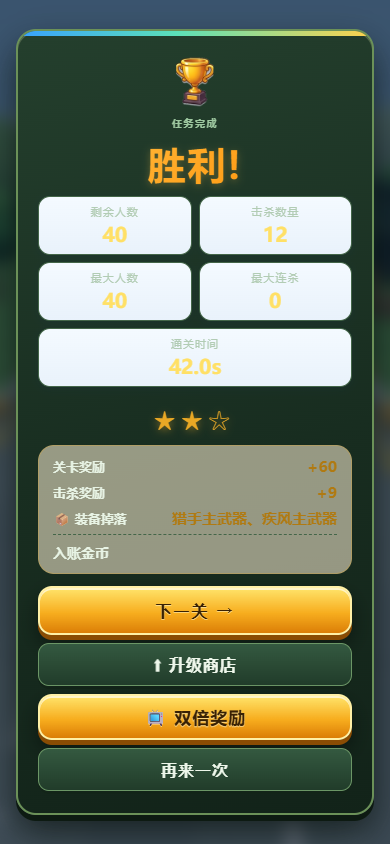 任务完成
胜利!
剩余人数 击杀数量
40 12
最大人数 最大连杀
40 0
通关时间
42.0s
★★☆
关卡奖励 +60
击杀奖励 +9
装备掉落 猎手主武器、疾风主武器
入账金币
下一关 →
⬆ 升级商店
双倍奖励
再来一次